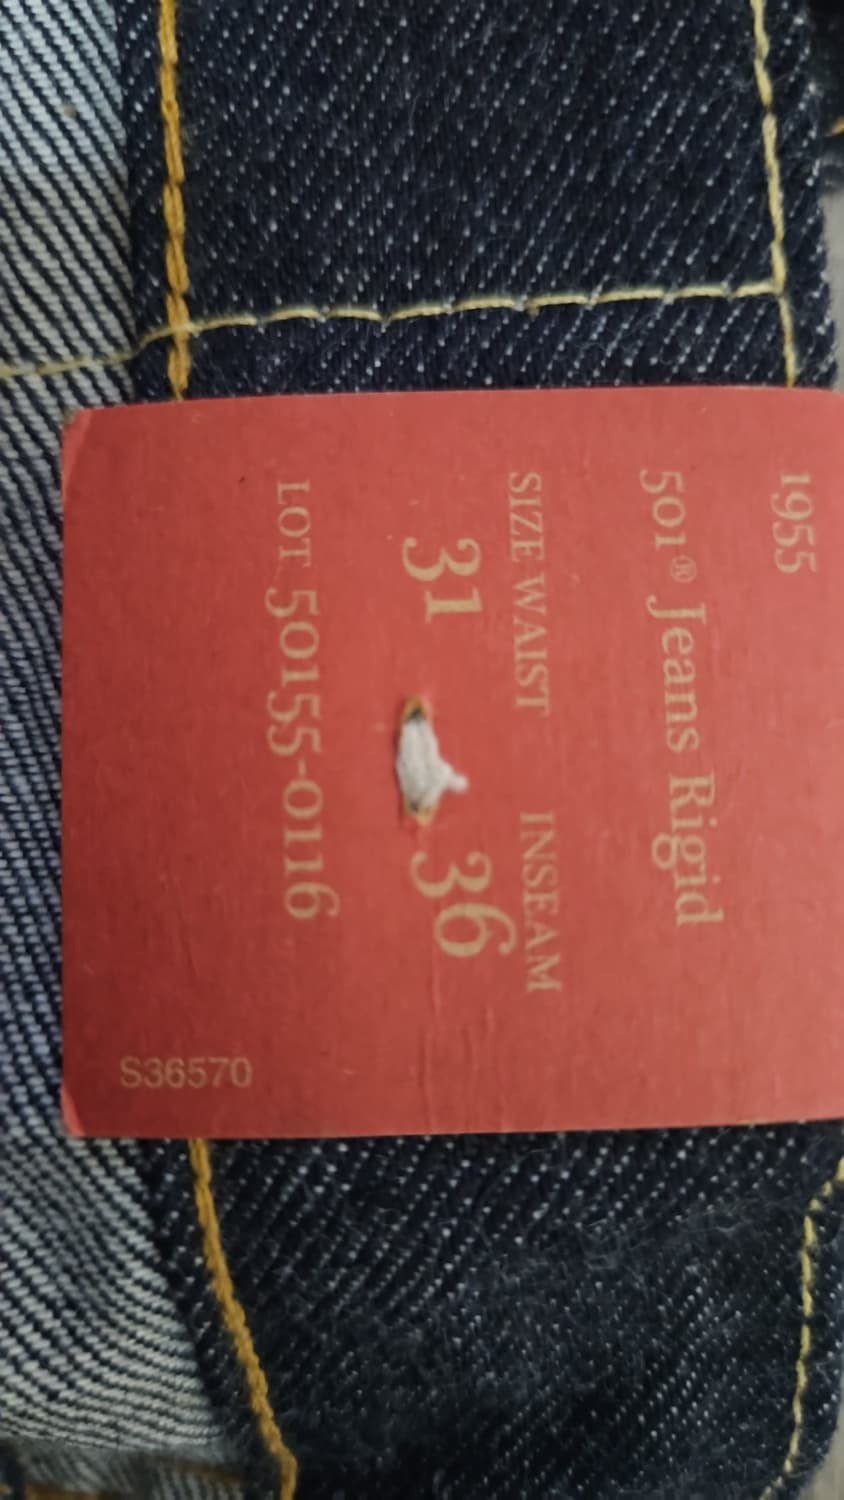 1955
501® Jeans Rigid
SIZE WAIST INSEAM
31 36
LOT 50155-0116
S36570